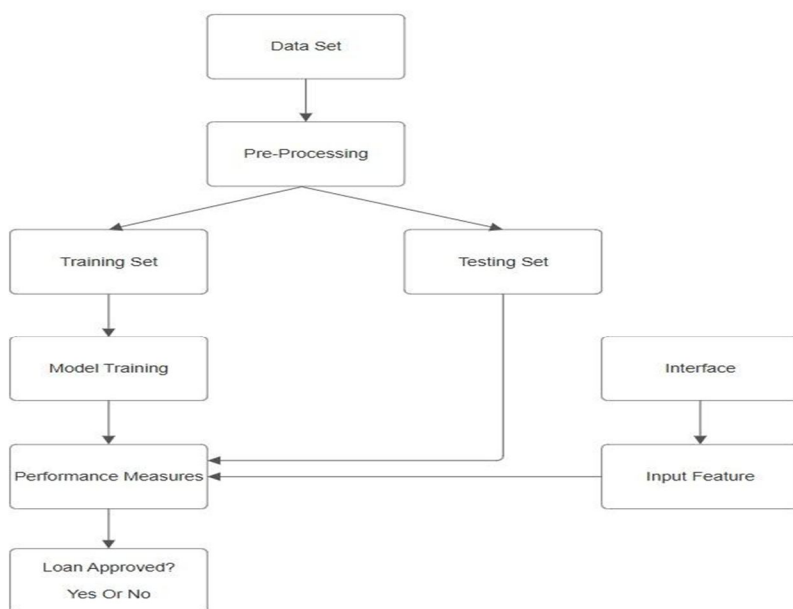 Data Set
Pre-Processing
Training Set
Testing Set
Model Training
Interface
Performance Measures
Input Feature
Loan Approved?
Yes Or No